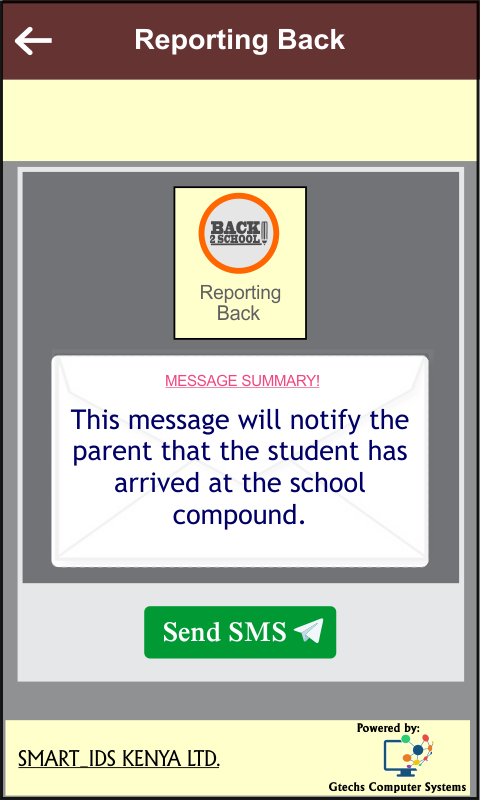 Reporting Back
BACK
2 SCHOOL
Reporting
Back
MESSAGE SUMMARY!
This message will notify the
parent that the student has
arrived at the school
compound.
Send SMS
Powered by:
SMART_IDS KENYA LTD.
Gtechs Computer Systems